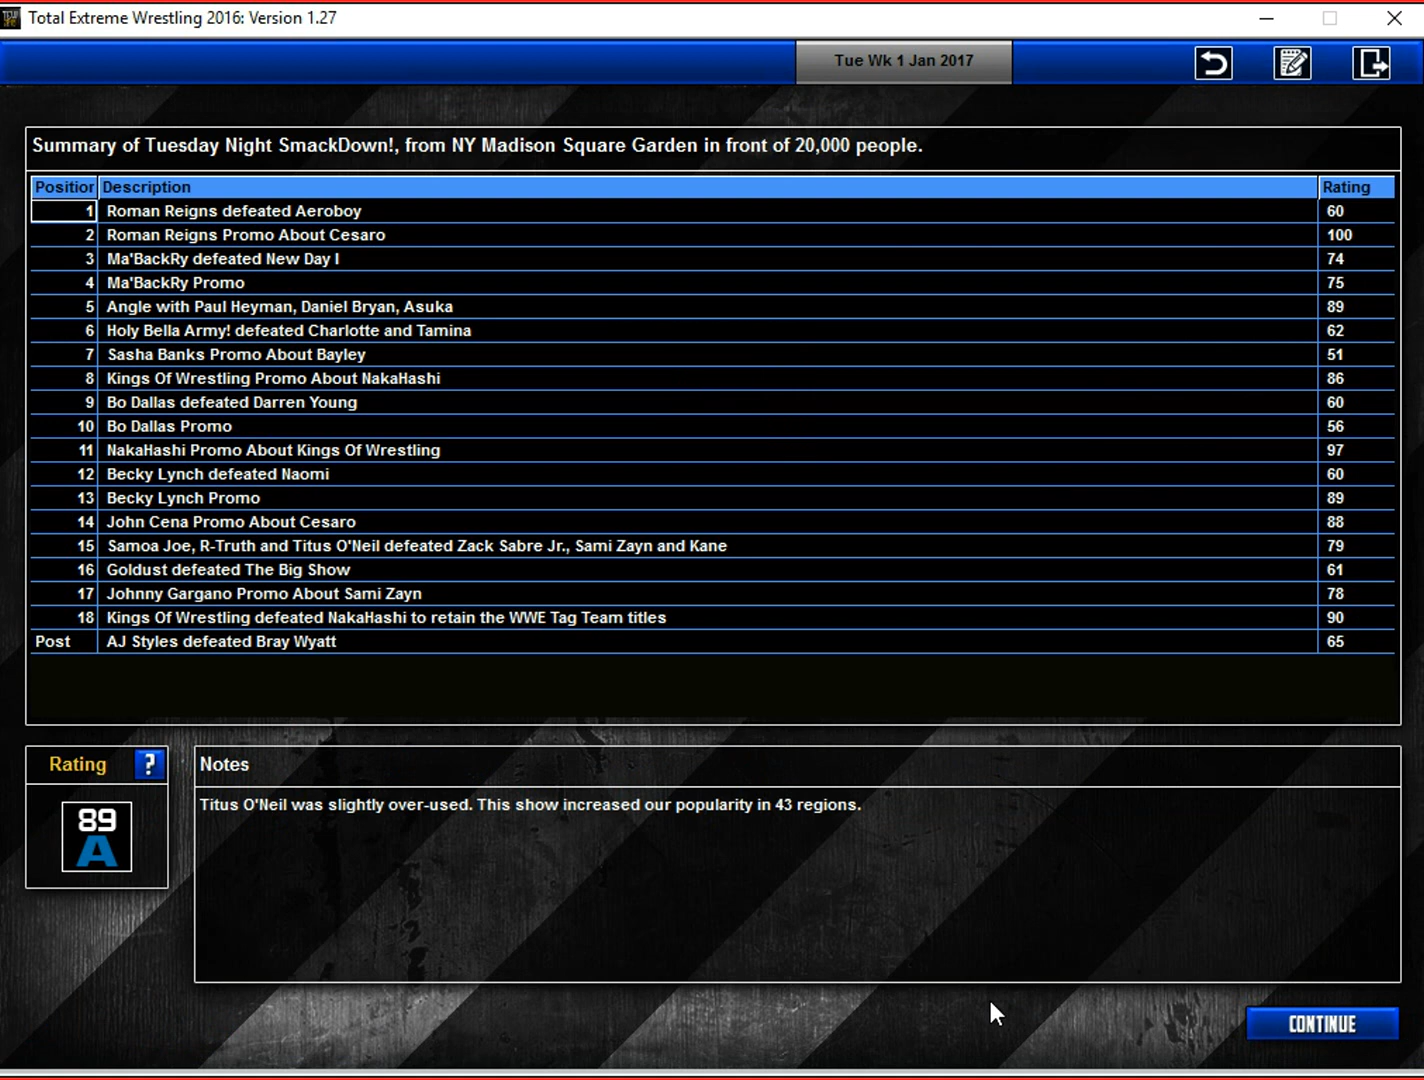 Total Extreme Wrestling 2016: Version 1.27
Tue Wk 1 Jan 2017
Summary of Tuesday Night SmackDown!, from NY Madison Square Garden in front of 20,000 people.
Position Description Rating
1 Roman Reigns defeated Aeroboy 60
2 Roman Reigns Promo About Cesaro 100
3 Ma'BackRy defeated New Day I 74
4 Ma'BackRy Promo 75
5 Angle with Paul Heyman, Daniel Bryan, Asuka 89
6 Holy Bella Army! defeated Charlotte and Tamina 62
7 Sasha Banks Promo About Bayley 51
8 Kings Of Wrestling Promo About NakaHashi 86
9 Bo Dallas defeated Darren Young 60
10 Bo Dallas Promo 56
11 NakaHashi Promo About Kings Of Wrestling 97
12 Becky Lynch defeated Naomi 60
13 Becky Lynch Promo 89
14 John Cena Promo About Cesaro 88
15 Samoa Joe, R-Truth and Titus O'Neil defeated Zack Sabre Jr., Sami Zayn and Kane 79
16 Goldust defeated The Big Show 61
17 Johnny Gargano Promo About Sami Zayn 78
18 Kings Of Wrestling defeated NakaHashi to retain the WWE Tag Team titles 90
Post AJ Styles defeated Bray Wyatt 65
Rating ? Notes
Titus O'Neil was slightly over-used. This show increased our popularity in 43 regions.
89
A
CONTINUE